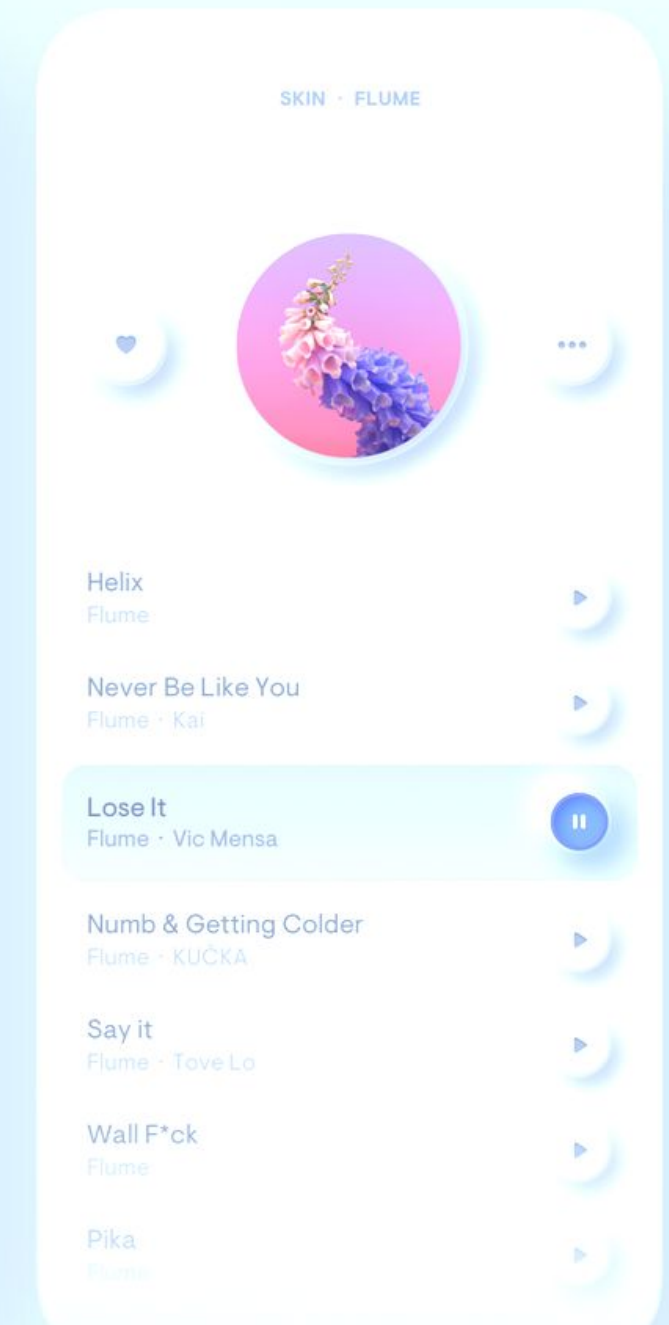 SKIN · FLUME
Helix
Flume
Never Be Like You
Flume · Kai
Lose It
Flume · Vic Mensa
Numb & Getting Colder
Flume · KUČKA
Say it
Flume · Tove Lo
Wall F*ck
Flume
Pika
Flume